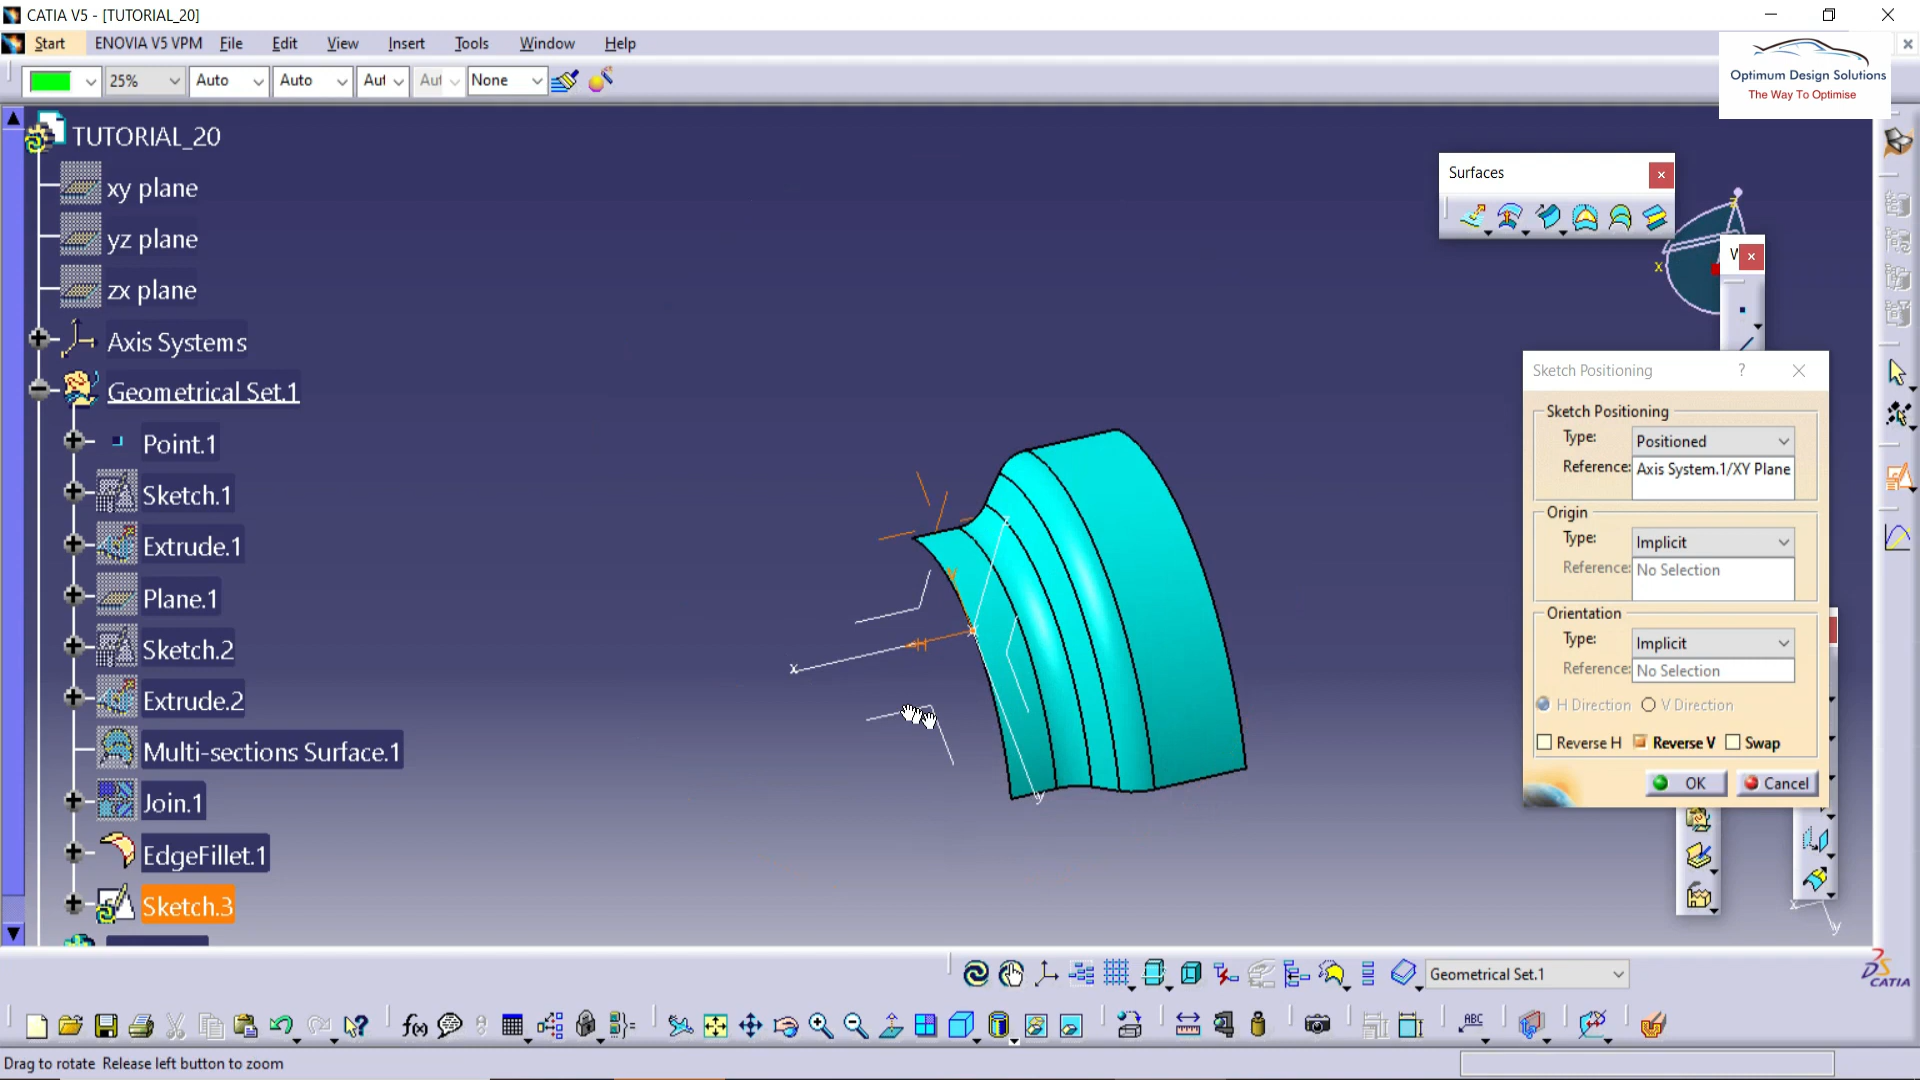 CATIA V5 - [TUTORIAL_20]
Start ENOVIA V5 VPM File Edit View Insert Tools Window Help
Optimum Design Solutions
The Way To Optimise
25% Auto Auto Aut Aut None
TUTORIAL_20
xy plane
yz plane
zx plane
Axis Systems
Geometrical Set.1
Point.1
Sketch.1
Extrude.1
Plane.1
Sketch.2
Extrude.2
Multi-sections Surface.1
Join.1
EdgeFillet.1
Sketch.3
Surfaces
Sketch Positioning ?
Sketch Positioning
Type: Positioned
Reference: Axis System.1/XY Plane
Origin
Type: Implicit
Reference: No Selection
Orientation
Type: Implicit
Reference: No Selection
H Direction V Direction
Reverse H Reverse V Swap
OK Cancel
x
H
y
x
Geometrical Set.1
CATIA
f(x)
ABC
Drag to rotate Release left button to zoom